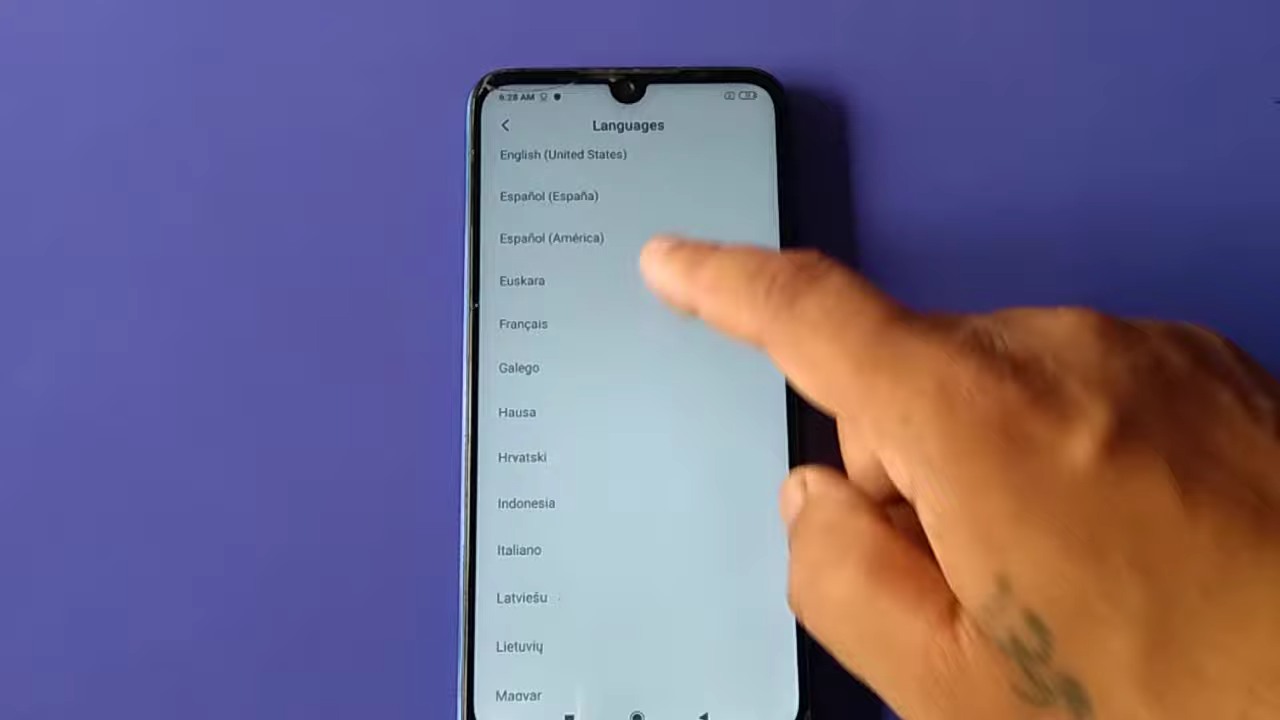 6:28 AM
Languages
English (United States)
Español (España)
Español (América)
Euskara
Français
Galego
Hausa
Hrvatski
Indonesia
Italiano
Latviešu
Lietuvių
Magyar